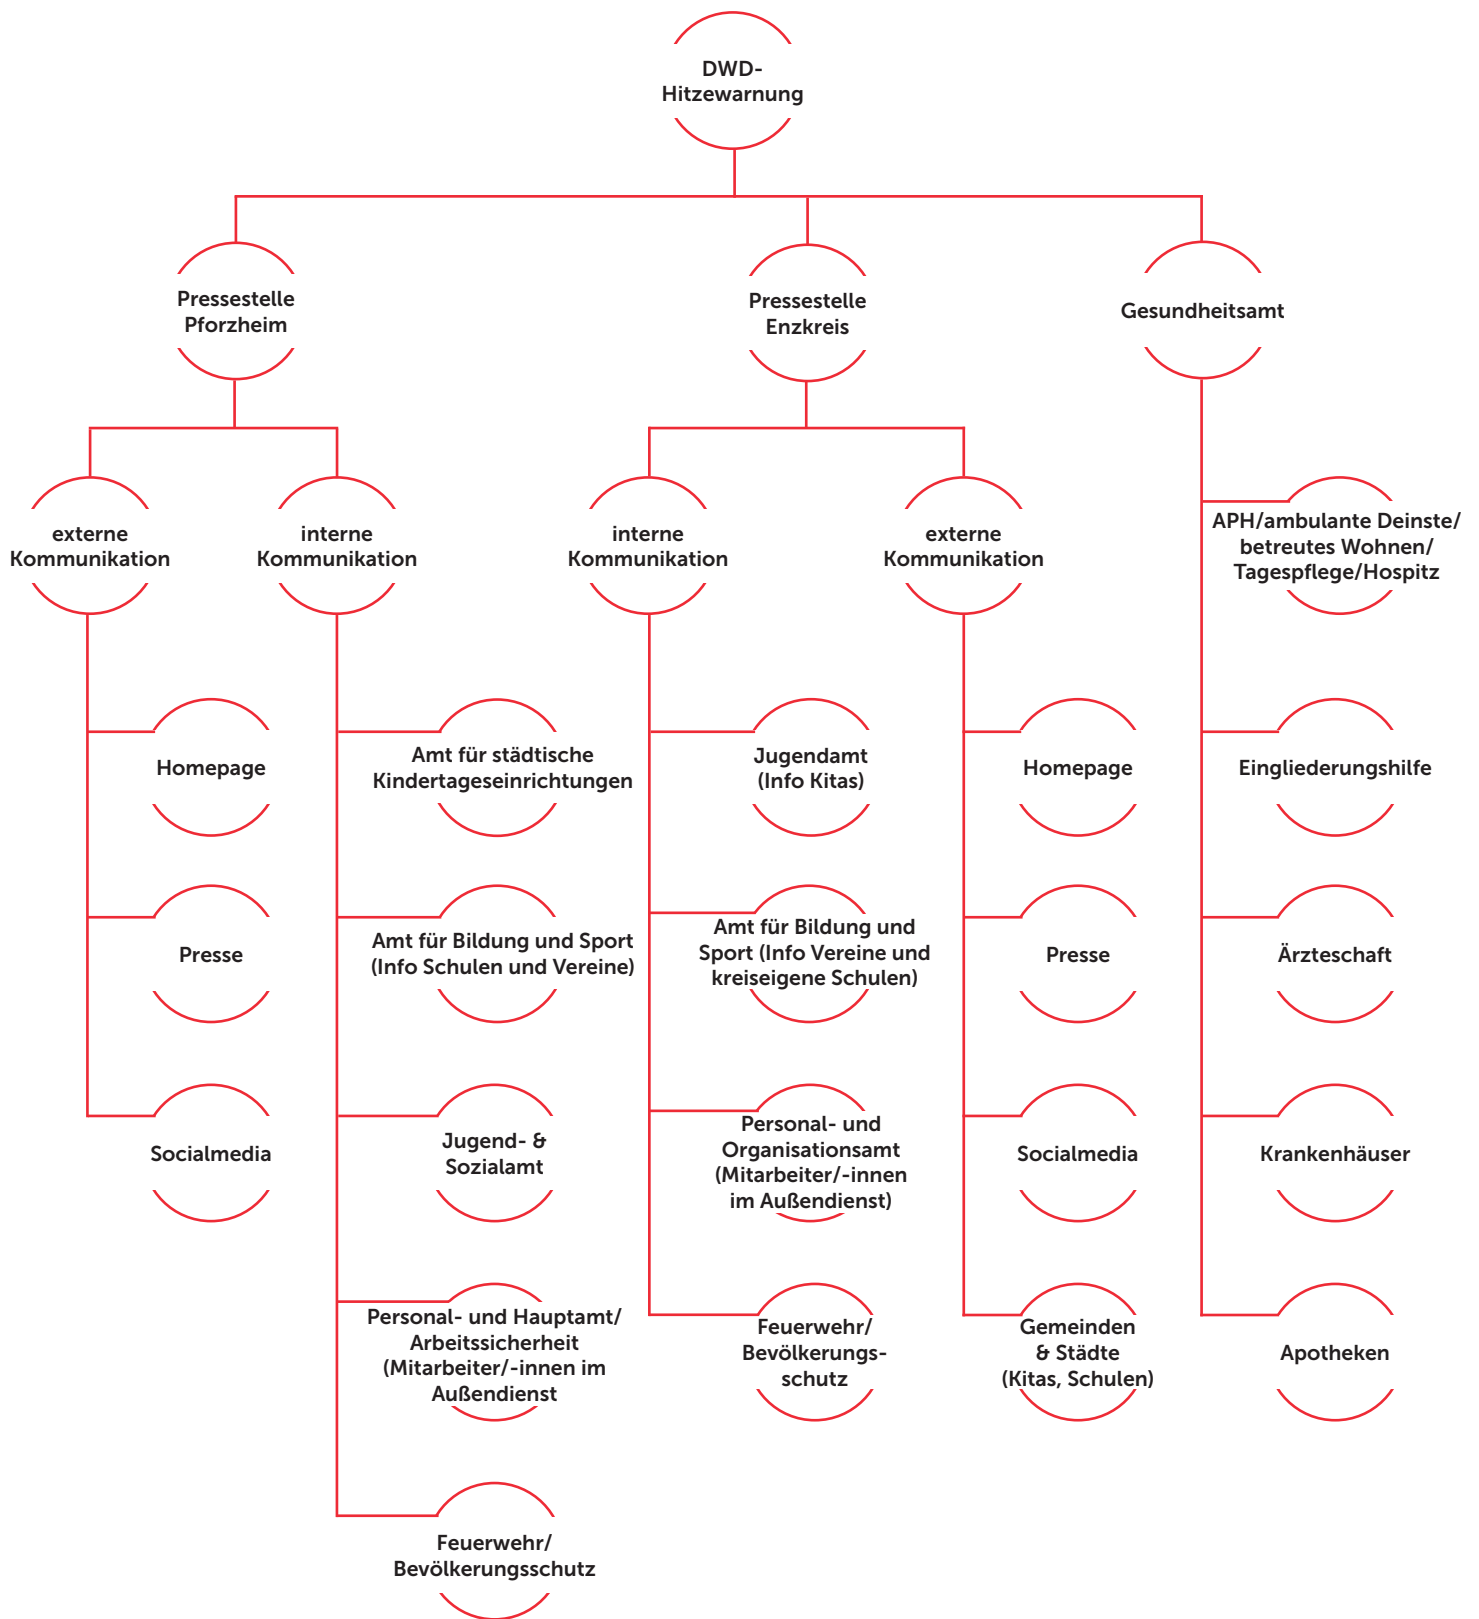 DWD-
Hitzewarnung
Pressestelle
Pforzheim
Pressestelle
Enzkreis
Gesundheitsamt
externe
Kommunikation
interne
Kommunikation
interne
Kommunikation
externe
Kommunikation
APH/ambulante Deinste/
betreutes Wohnen/
Tagespflege/Hospitz
Homepage
Amt für städtische
Kindertageseinrichtungen
Jugendamt
(Info Kitas)
Homepage
Eingliederungshilfe
Presse
Amt für Bildung und Sport
(Info Schulen und Vereine)
Amt für Bildung und
Sport (Info Vereine und
kreiseigene Schulen)
Presse
Ärzteschaft
Socialmedia
Jugend- &
Sozialamt
Personal- und
Organisationsamt
(Mitarbeiter/-innen
im Außendienst)
Socialmedia
Krankenhäuser
Personal- und Hauptamt/
Arbeitssicherheit
(Mitarbeiter/-innen im
Außendienst
Feuerwehr/
Bevölkerungs-
schutz
Gemeinden
& Städte
(Kitas, Schulen)
Apotheken
Feuerwehr/
Bevölkerungsschutz